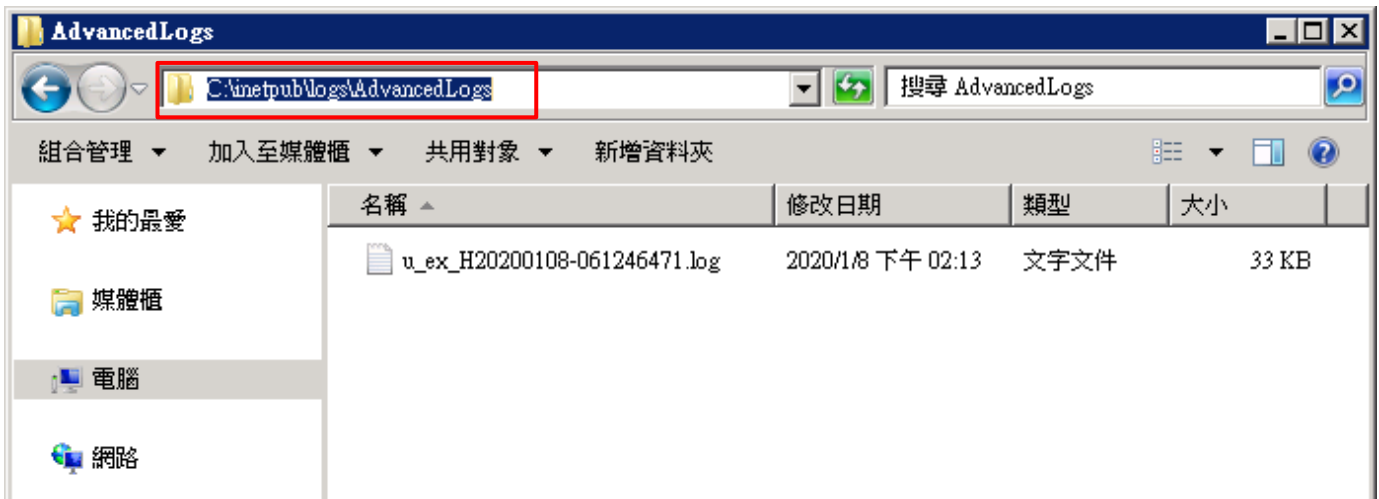 AdvancedLogs
C:\inetpub\logs\AdvancedLogs 搜尋 AdvancedLogs
組合管理 加入至媒體櫃 共用對象 新增資料夾
我的最愛
媒體櫃
電腦
網路
名稱 修改日期 類型 大小
u_ex_H20200108-061246471.log 2020/1/8 下午 02:13 文字文件 33 KB